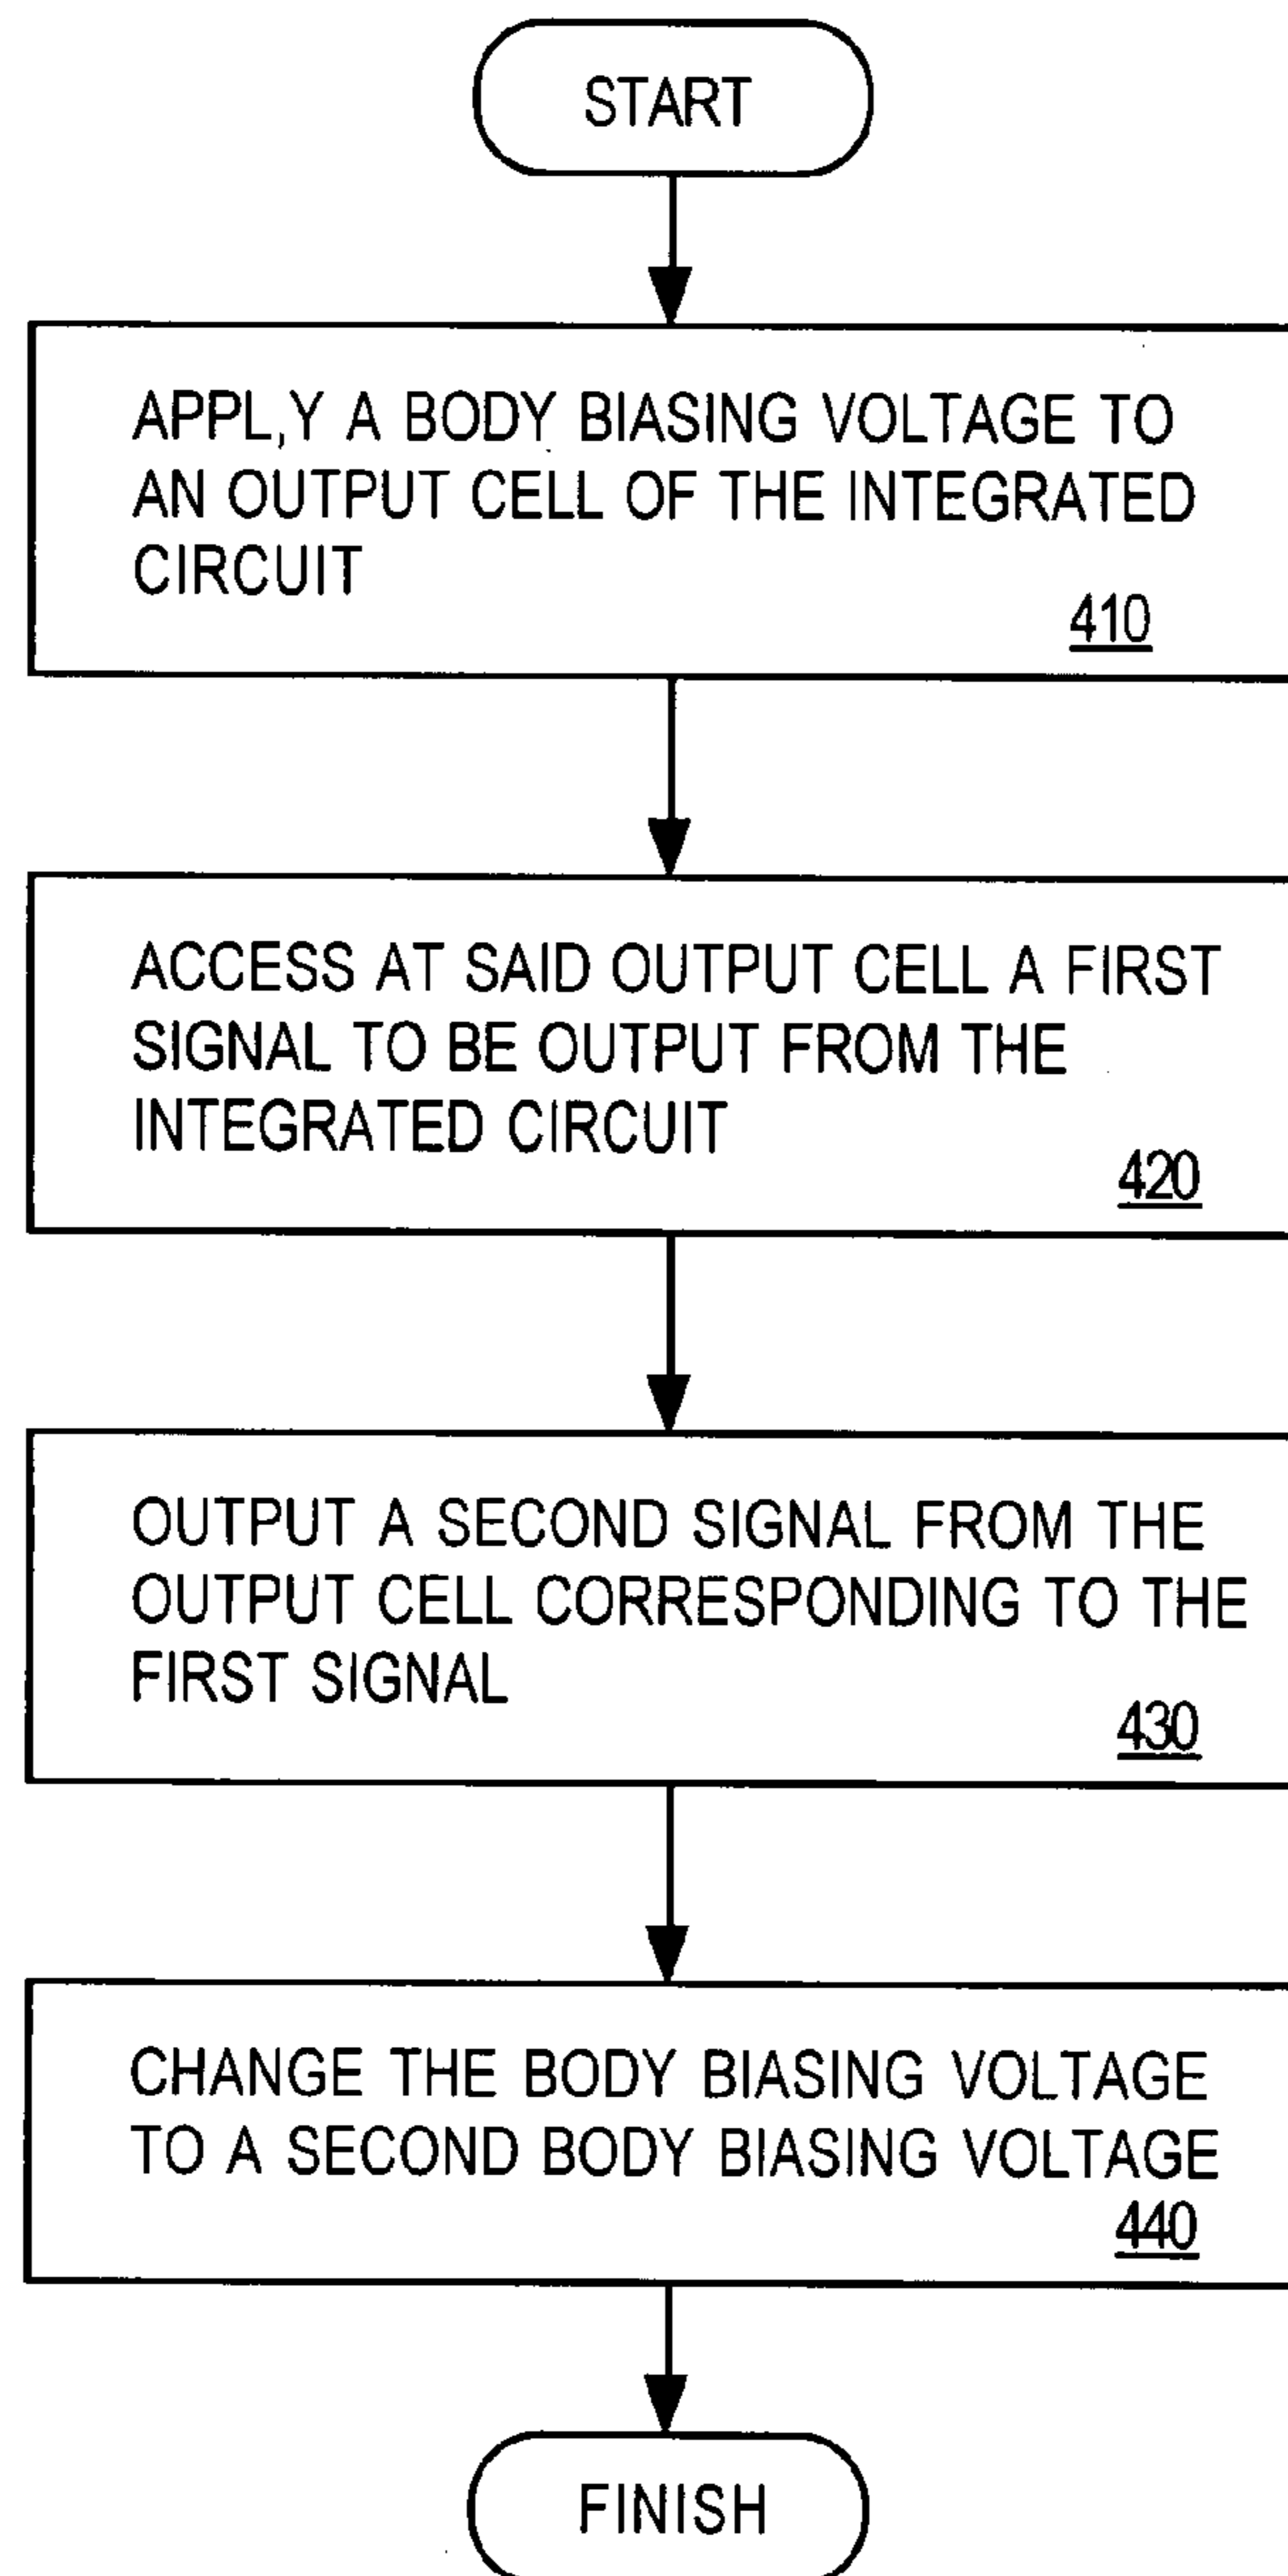 START
APPL,Y A BODY BIASING VOLTAGE TO
AN OUTPUT CELL OF THE INTEGRATED
CIRCUIT
410
ACCESS AT SAID OUTPUT CELL A FIRST
SIGNAL TO BE OUTPUT FROM THE
INTEGRATED CIRCUIT
420
OUTPUT A SECOND SIGNAL FROM THE
OUTPUT CELL CORRESPONDING TO THE
FIRST SIGNAL
430
CHANGE THE BODY BIASING VOLTAGE
TO A SECOND BODY BIASING VOLTAGE
440
FINISH